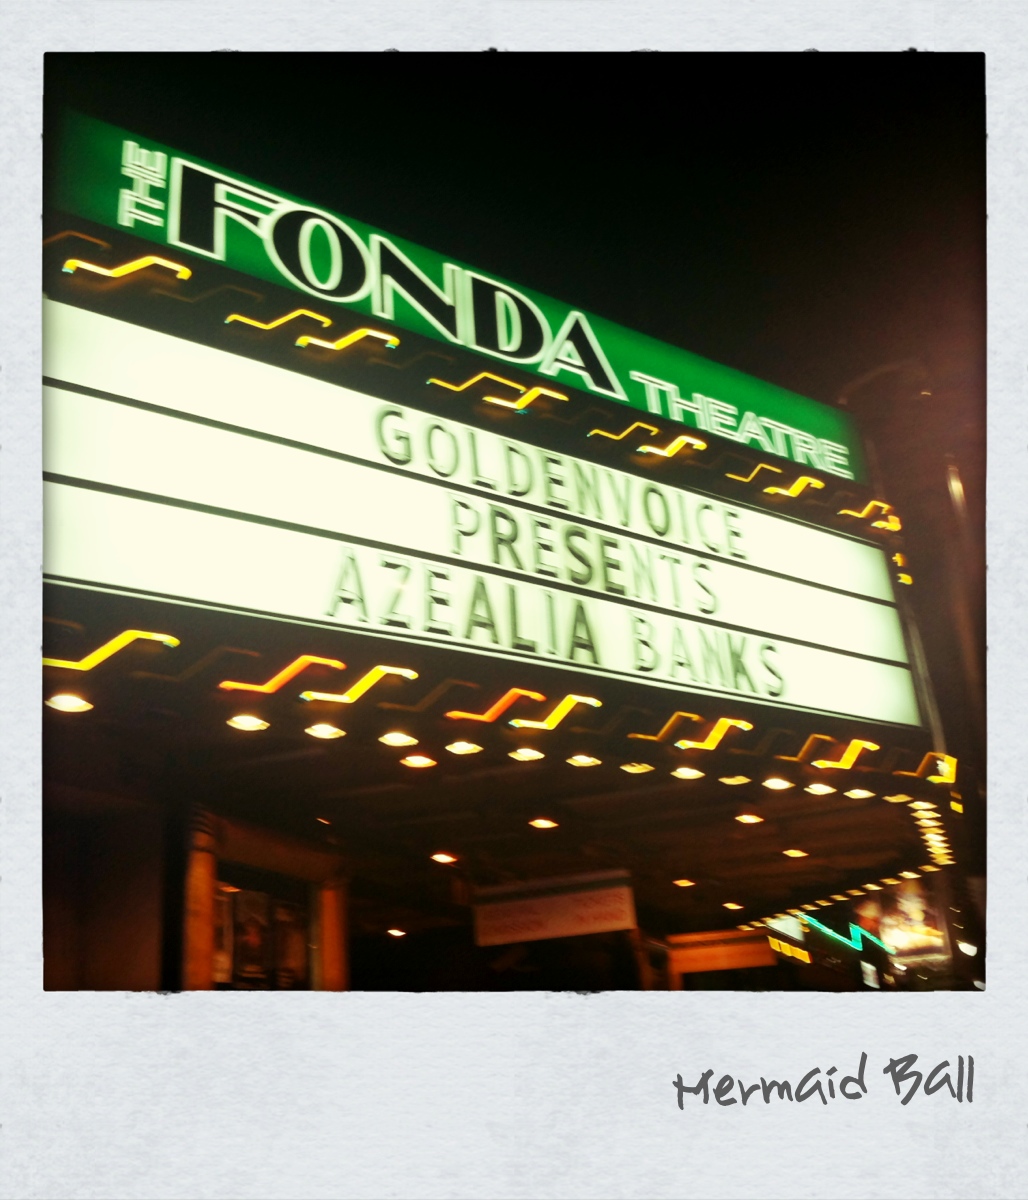 THE FONDA THEATRE
GOLDENVOICE
PRESENTS
AZEALIA BANKS
Mermaid Ball